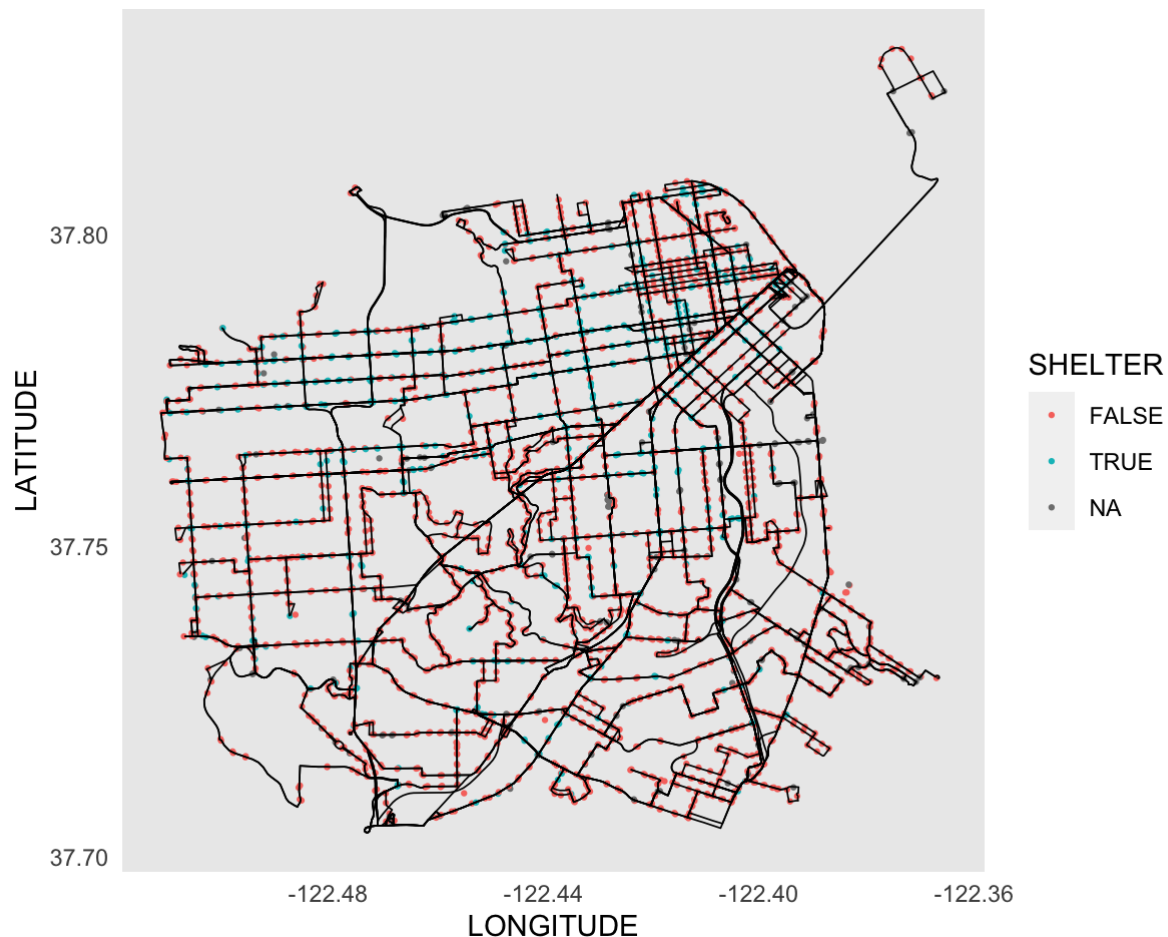 37.80
37.75
37.70
LATITUDE
-122.48
-122.44
-122.40
-122.36
LONGITUDE
SHELTER
FALSE
TRUE
NA